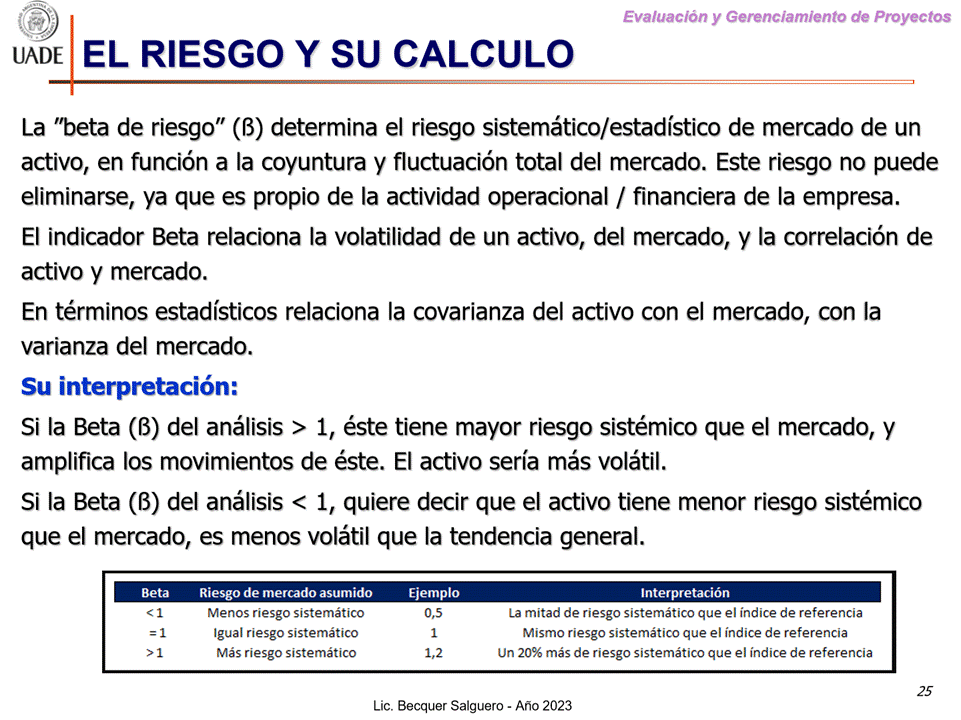 Evaluación y Gerenciamiento de Proyectos
UADE
EL RIESGO Y SU CALCULO
La ”beta de riesgo” (ß) determina el riesgo sistemático/estadístico de mercado de un
activo, en función a la coyuntura y fluctuación total del mercado. Este riesgo no puede
eliminarse, ya que es propio de la actividad operacional / financiera de la empresa.
El indicador Beta relaciona la volatilidad de un activo, del mercado, y la correlación de
activo y mercado.
En términos estadísticos relaciona la covarianza del activo con el mercado, con la
varianza del mercado.
Su interpretación:
Si la Beta (ß) del análisis > 1, éste tiene mayor riesgo sistémico que el mercado, y
amplifica los movimientos de éste. El activo sería más volátil.
Si la Beta (ß) del análisis < 1, quiere decir que el activo tiene menor riesgo sistémico
que el mercado, es menos volátil que la tendencia general.
Beta Riesgo de mercado asumido Ejemplo Interpretación
< 1 Menos riesgo sistemático 0,5 La mitad de riesgo sistemático que el índice de referencia
= 1 Igual riesgo sistemático 1 Mismo riesgo sistemático que el índice de referencia
> 1 Más riesgo sistemático 1,2 Un 20% más de riesgo sistemático que el índice de referencia
25
Lic. Becquer Salguero - Año 2023